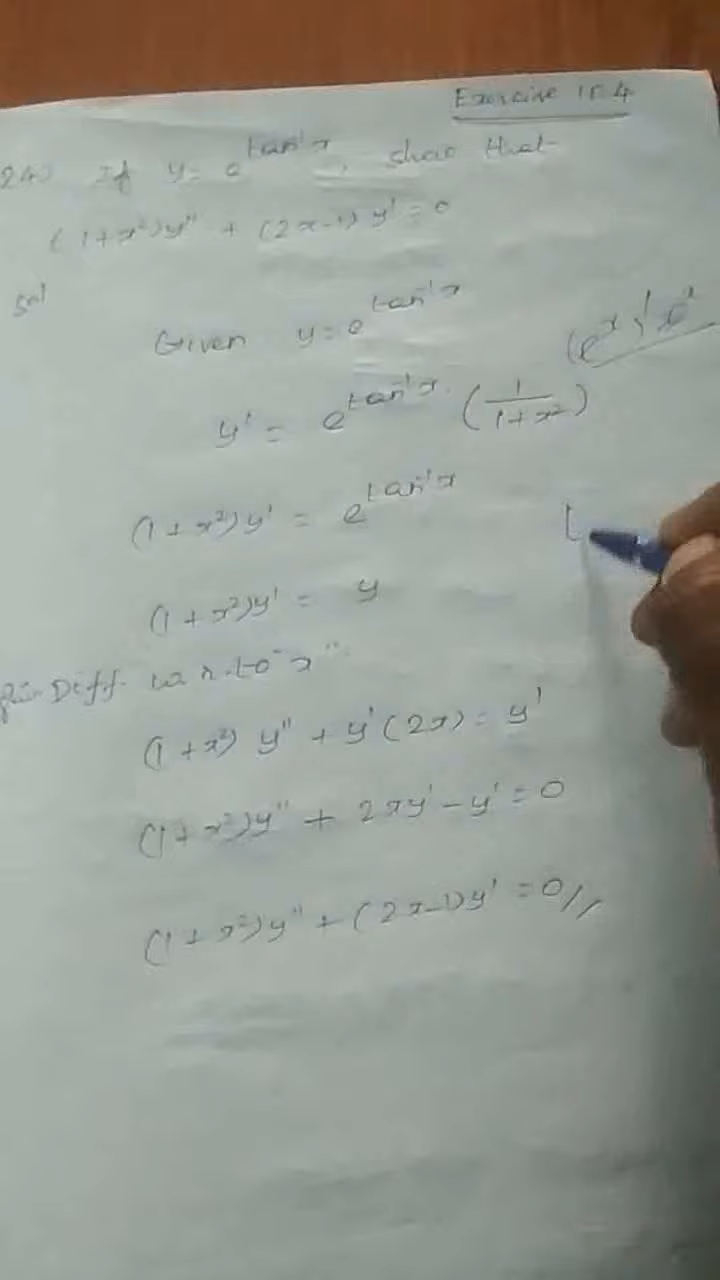 Exercise 10.4
24) If y = e^{tan⁻¹x}, show that
(1+x²)y'' + (2x-1)y' = 0
Sol
Given y = e^{tan⁻¹x}
(e^x)' e^x
y' = e^{tan⁻¹x} . (1/(1+x²))
(1+x²)y' = e^{tan⁻¹x}
(1+x²)y' = y
Diff w.r.to "x"
(1+x²) y'' + y'(2x) = y'
(1+x²)y'' + 2xy' - y' = 0
(1+x²)y'' + (2x-1)y' = 0//